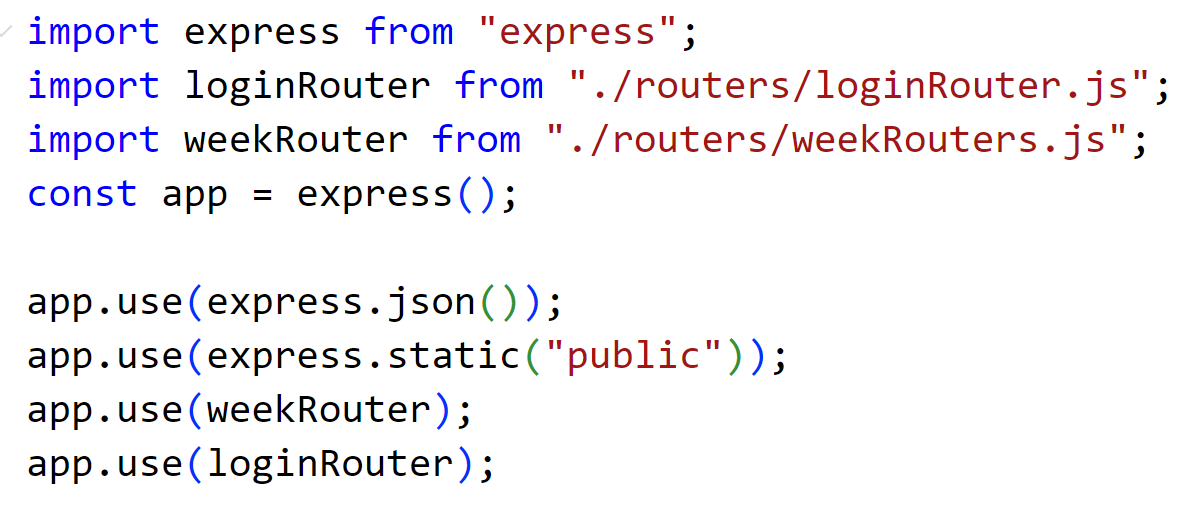 import express from "express";
import loginRouter from "./routers/loginRouter.js";
import weekRouter from "./routers/weekRouters.js";
const app = express();

app.use(express.json());
app.use(express.static("public"));
app.use(weekRouter);
app.use(loginRouter);